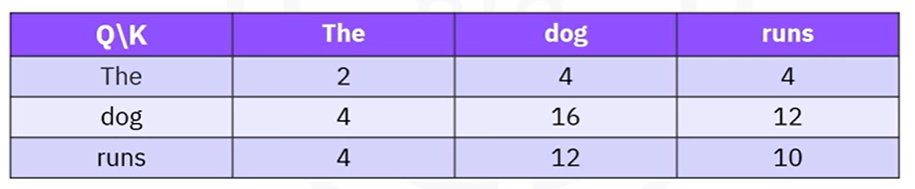 Q\K The dog runs
The 2 4 4
dog 4 16 12
runs 4 12 10